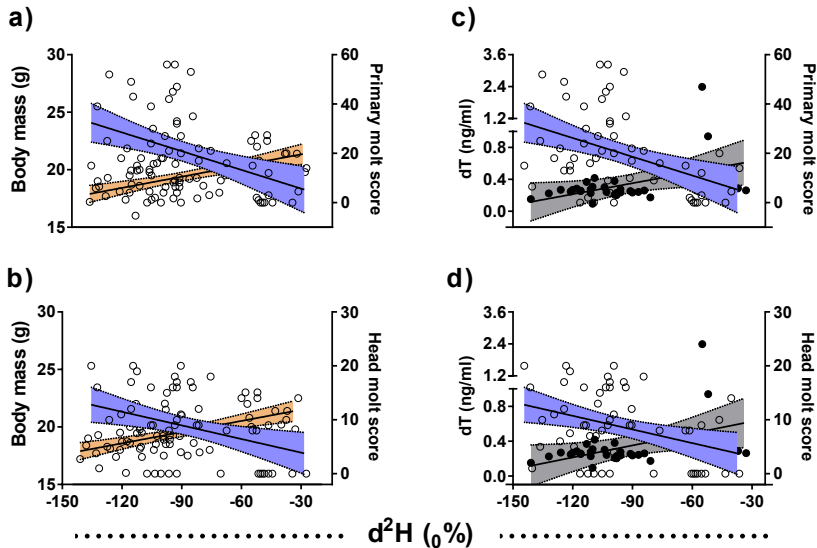 a)
30
25
20
15
Body mass (g)
60
40
20
0
Primary molt score
c)
3.6
2.4
1.2
0.8
0.4
0.0
dT (ng/ml)
60
40
20
0
Primary molt score
b)
30
25
20
15
Body mass (g)
30
20
10
0
Head molt score
-150 -120 -90 -60 -30
d)
3.6
2.4
1.2
0.8
0.4
0.0
dT (ng/ml)
30
20
10
0
Head molt score
-150 -120 -90 -60 -30
d²H (₀%)